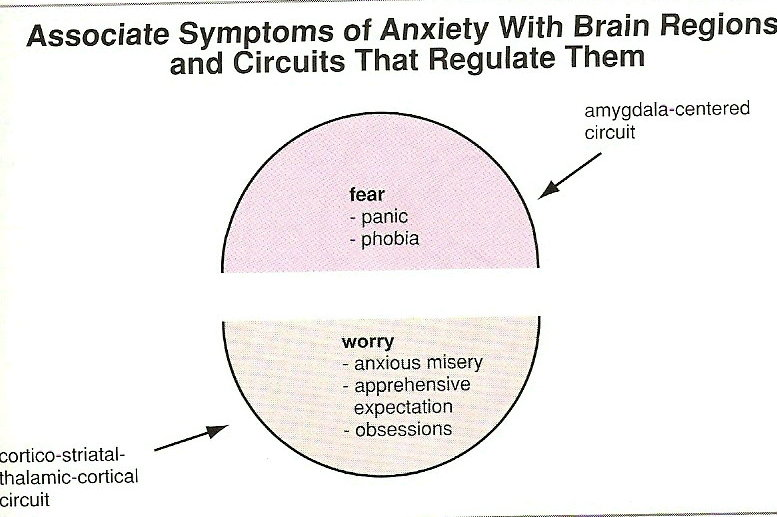 Associate Symptoms of Anxiety With Brain Regions
and Circuits That Regulate Them
amygdala-centered
circuit
fear
- panic
- phobia
worry
- anxious misery
- apprehensive
expectation
- obsessions
cortico-striatal-
thalamic-cortical
circuit